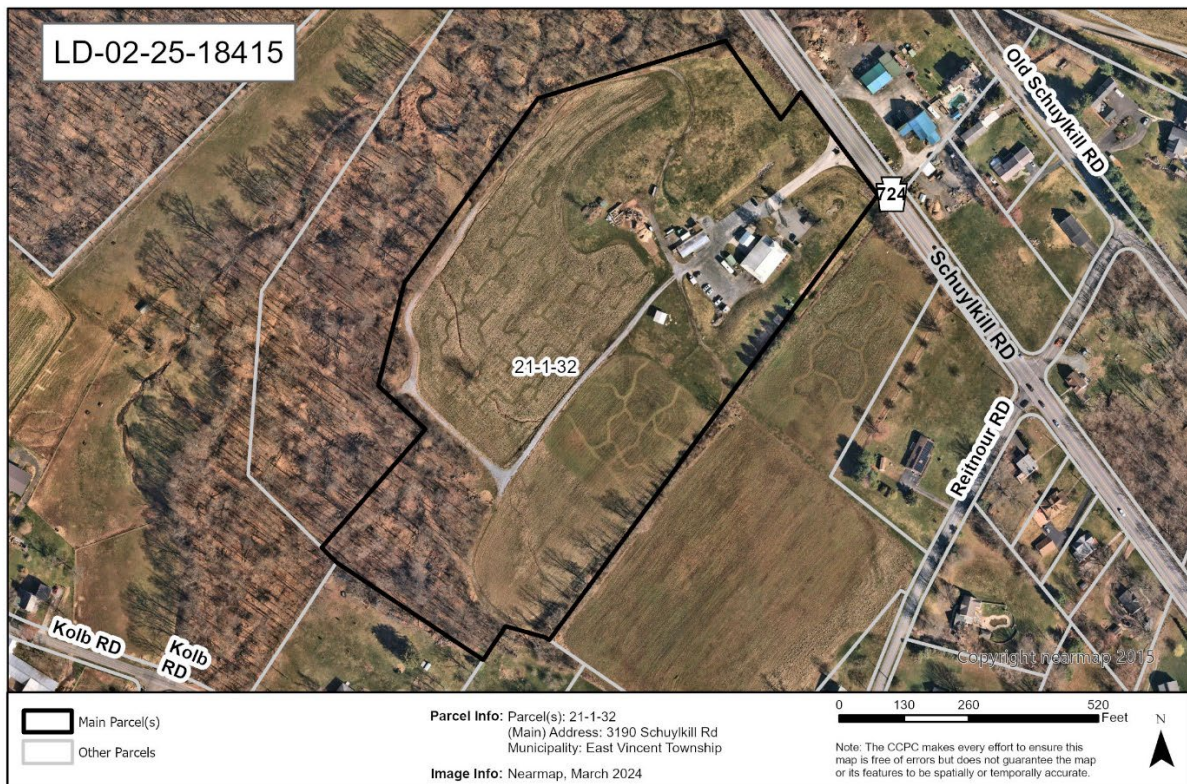 LD-02-25-18415
Old Schuylkill RD
724
Schuylkill RD
21-1-32
Reitnour RD
Kolb RD
Kolb
RD
Copyright nearmap 2015
Main Parcel(s)
Other Parcels
Parcel Info: Parcel(s): 21-1-32
(Main) Address: 3190 Schuylkill Rd
Municipality: East Vincent Township
Image Info: Nearmap, March 2024
0 130 260 520
Feet
N
Note: The CCPC makes every effort to ensure this
map is free of errors but does not guarantee the map
or its features to be spatially or temporally accurate.